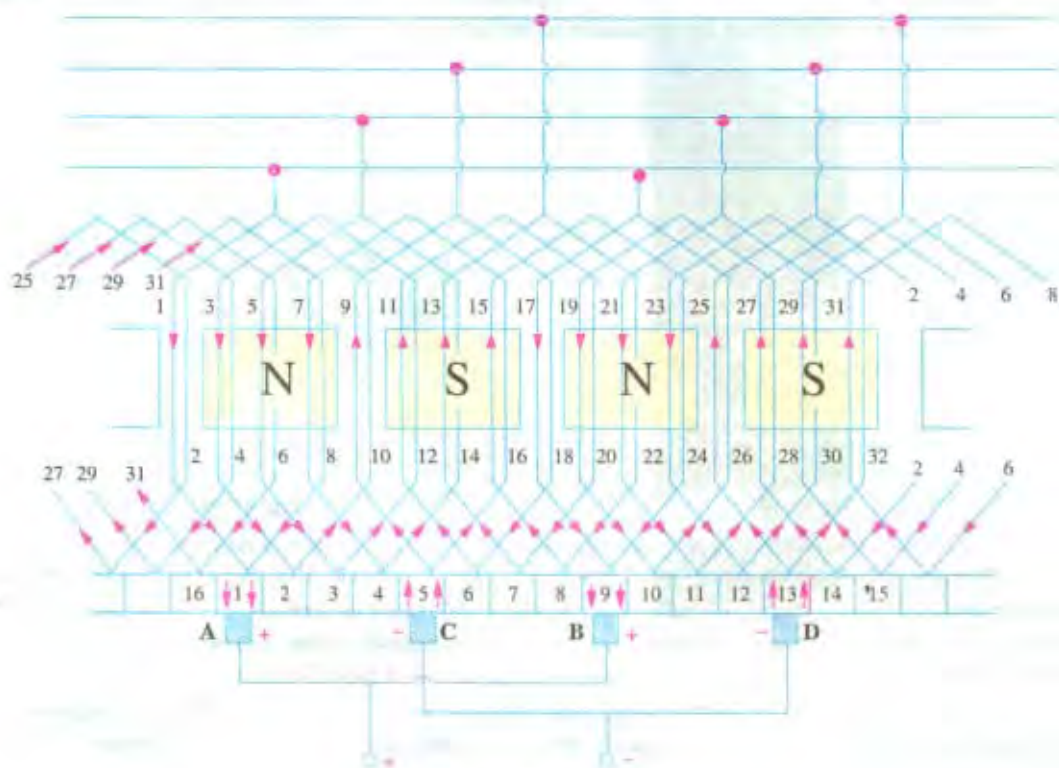 25 27 29 31
1 3 5 7 9 11 13 15 17 19 21 23 25 27 29 31 2 4 6 8
N S N S
2 4 6 8 10 12 14 16 18 20 22 24 26 28 30 32
27 29 31 2 4 6
16 1 2 3 4 5 6 7 8 9 10 11 12 13 14 15
A + − C B + − D
+ −